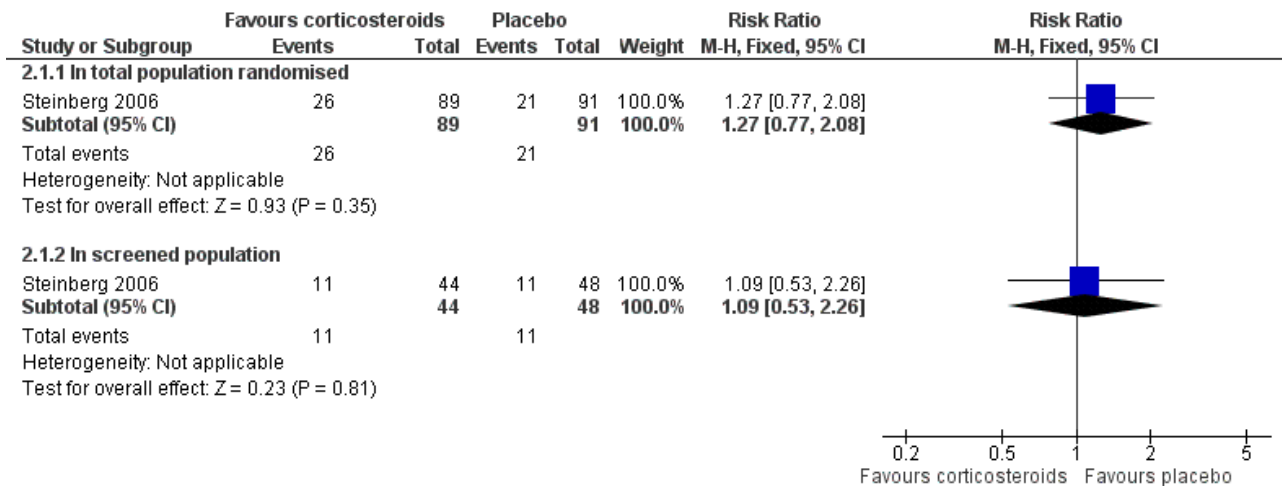 Favours corticosteroids Placebo Risk Ratio Risk Ratio
Study or Subgroup Events Total Events Total Weight M-H, Fixed, 95% CI M-H, Fixed, 95% CI
2.1.1 In total population randomised
Steinberg 2006 26 89 21 91 100.0% 1.27 [0.77, 2.08]
Subtotal (95% CI) 89 91 100.0% 1.27 [0.77, 2.08]
Total events 26 21
Heterogeneity: Not applicable
Test for overall effect: Z = 0.93 (P = 0.35)
2.1.2 In screened population
Steinberg 2006 11 44 11 48 100.0% 1.09 [0.53, 2.26]
Subtotal (95% CI) 44 48 100.0% 1.09 [0.53, 2.26]
Total events 11 11
Heterogeneity: Not applicable
Test for overall effect: Z = 0.23 (P = 0.81)
0.2 0.5 1 2 5
Favours corticosteroids Favours placebo